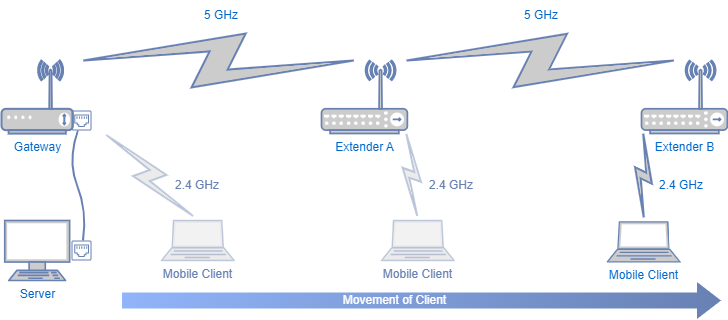 5 GHz
5 GHz
Gateway
Extender A
Extender B
2.4 GHz
2.4 GHz
2.4 GHz
Mobile Client
Mobile Client
Mobile Client
Server
Movement of Client